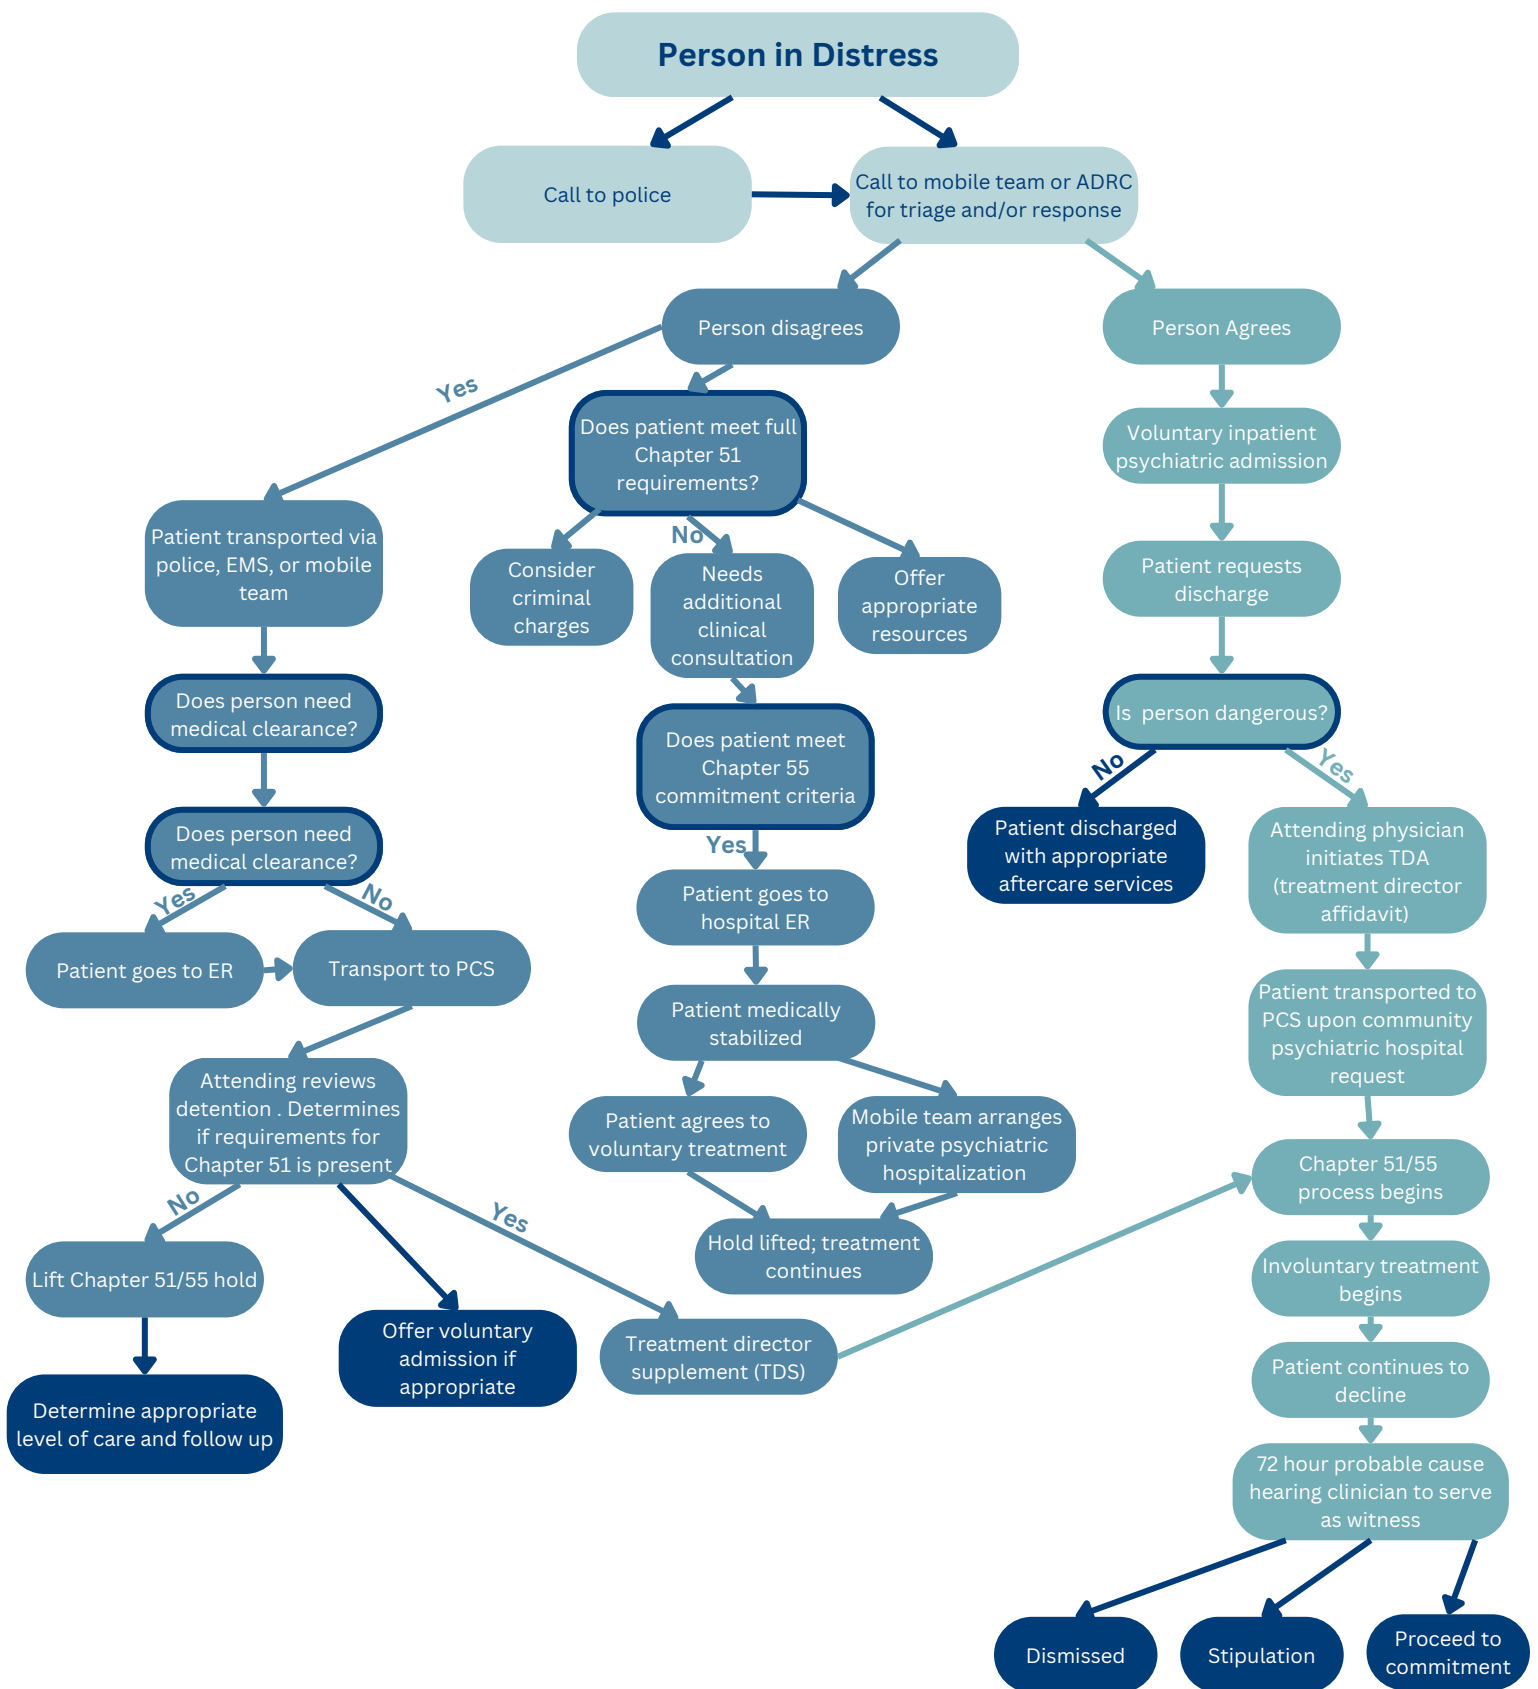 Person in Distress
Call to police
Call to mobile team or ADRC
for triage and/or response
Person disagrees
Person Agrees
Yes
Does patient meet full
Chapter 51
requirements?
Voluntary inpatient
psychiatric admission
Patient transported via
police, EMS, or mobile
team
No
Consider
criminal
charges
Needs
additional
clinical
consultation
Offer
appropriate
resources
Patient requests
discharge
Does person need
medical clearance?
Does patient meet
Chapter 55
commitment criteria
Is  person dangerous?
No
Yes
Does person need
medical clearance?
Yes
Patient discharged
with appropriate
aftercare services
Attending physician
initiates TDA
(treatment director
affidavit)
Yes
No
Patient goes to
hospital ER
Patient goes to ER
Transport to PCS
Patient medically
stabilized
Patient transported to
PCS upon community
psychiatric hospital
request
Attending reviews
detention . Determines
if requirements for
Chapter 51 is present
Patient agrees to
voluntary treatment
Mobile team arranges
private psychiatric
hospitalization
Chapter 51/55
process begins
No
Yes
Hold lifted; treatment
continues
Lift Chapter 51/55 hold
Involuntary treatment
begins
Offer voluntary
admission if
appropriate
Treatment director
supplement (TDS)
Patient continues to
decline
Determine appropriate
level of care and follow up
72 hour probable cause
hearing clinician to serve
as witness
Dismissed
Stipulation
Proceed to
commitment